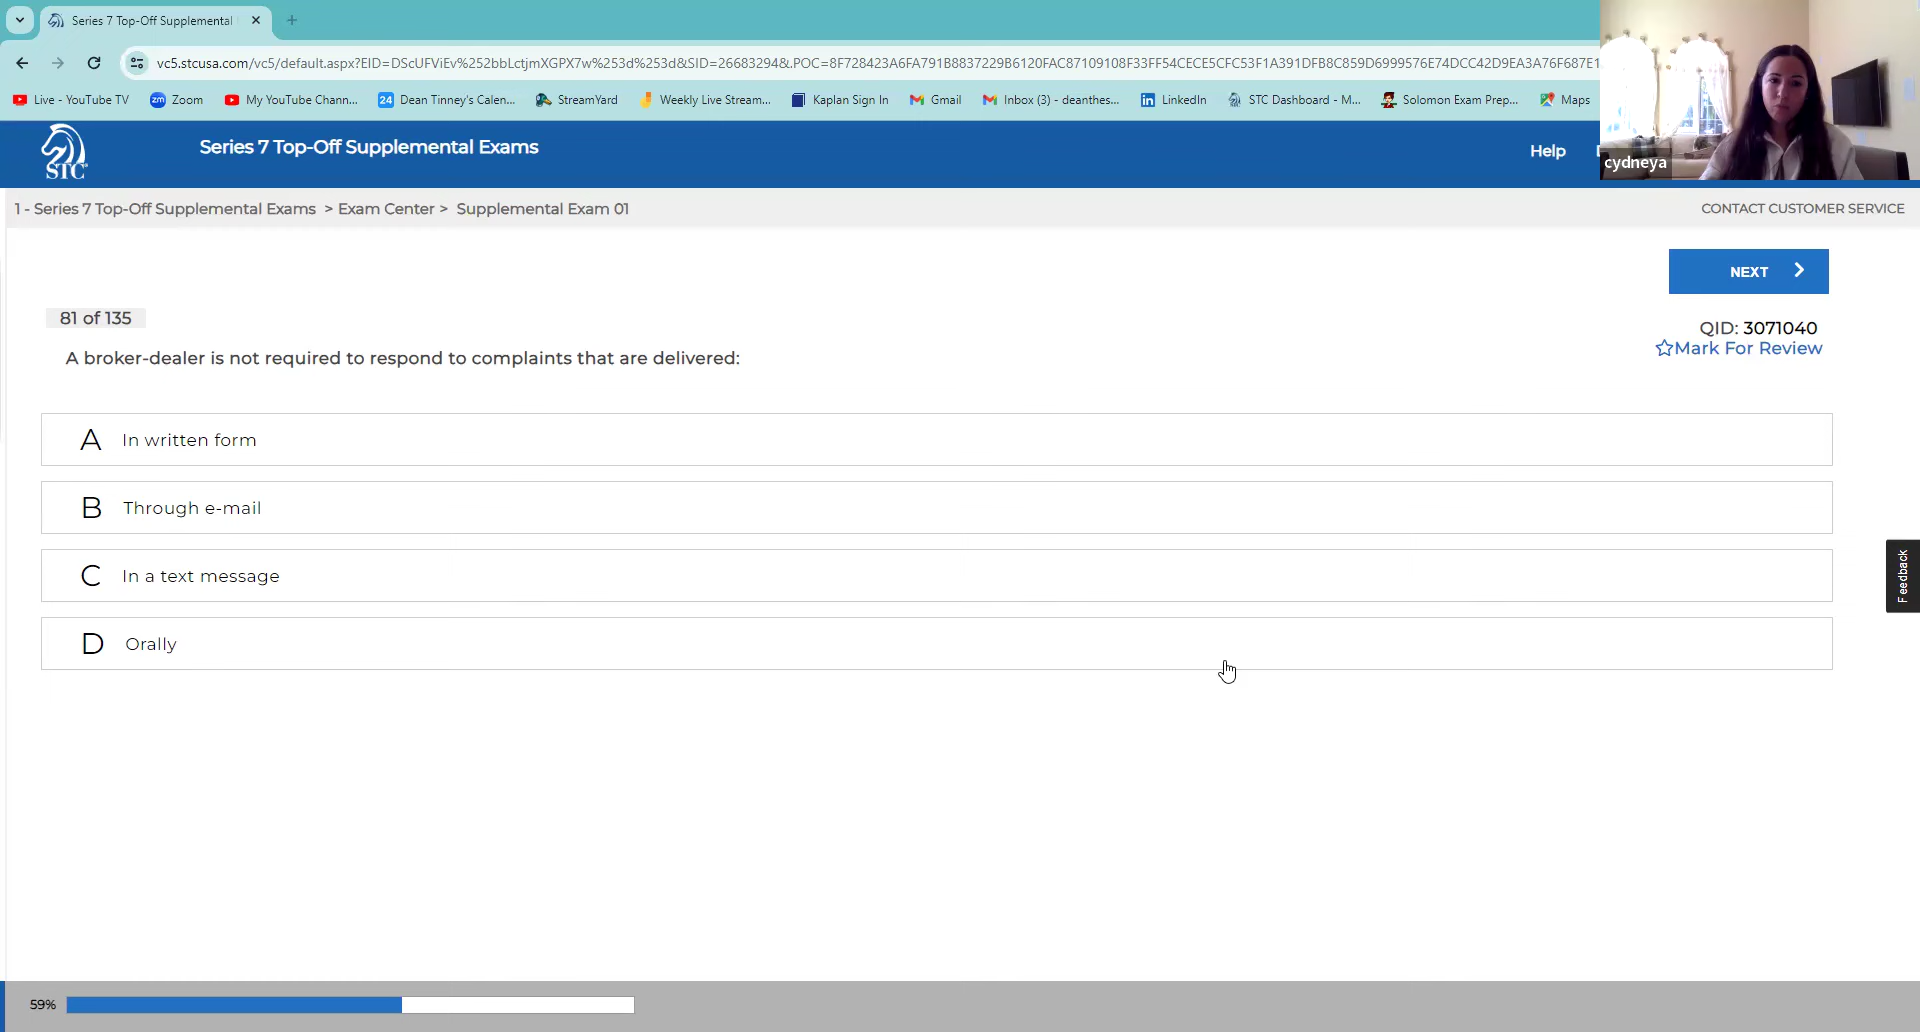 Series 7 Top-Off Supplemental
vc5.stcusa.com/vc5/default.aspx?EID=DScUFViEv%252bbLctjmXGPX7w%253d%253d&SID=26683294&.POC=8F728423A6FA791B8837229B6120FAC87109108F33FF54CECE5CFC53F1A391DFB8C859D6999576E74DCC42D9EA3A76F687E1
Live - YouTube TV
zm Zoom
My YouTube Chann...
24 Dean Tinney's Calen...
StreamYard
Weekly Live Stream...
Kaplan Sign In
Gmail
Inbox (3) - deanthes...
in LinkedIn
STC Dashboard - M...
Solomon Exam Prep...
Maps
STC
Series 7 Top-Off Supplemental Exams
Help
cydneya
1 - Series 7 Top-Off Supplemental Exams > Exam Center > Supplemental Exam 01
CONTACT CUSTOMER SERVICE
NEXT
81 of 135
QID: 3071040
Mark For Review
A broker-dealer is not required to respond to complaints that are delivered:
A In written form
B Through e-mail
C In a text message
D Orally
Feedback
59%